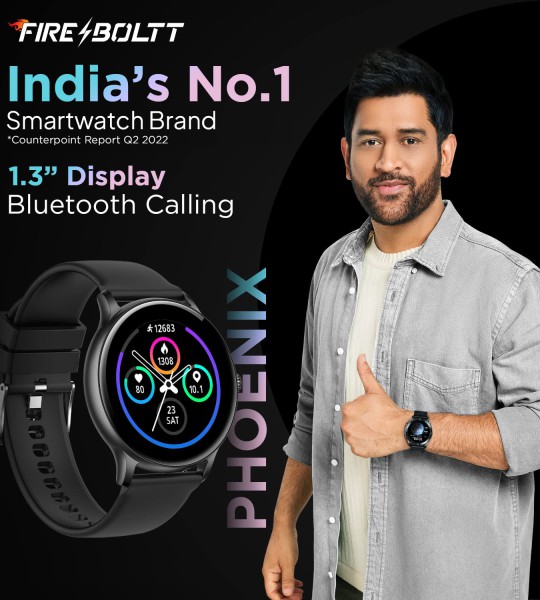 FIRE BOLTT
India's No.1
Smartwatch Brand
*Counterpoint Report Q2 2022
1.3” Display
Bluetooth Calling
PHOENIX
12683
1308
80
10.1
23
SAT